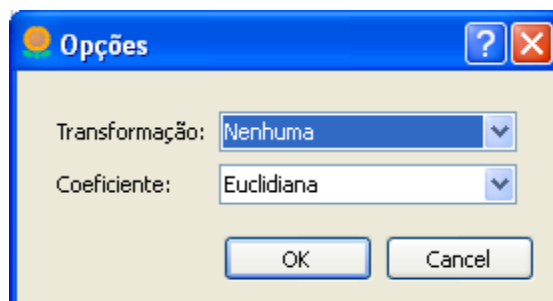 Opções
Transformação: Nenhuma
Coeficiente: Euclidiana
OK Cancel